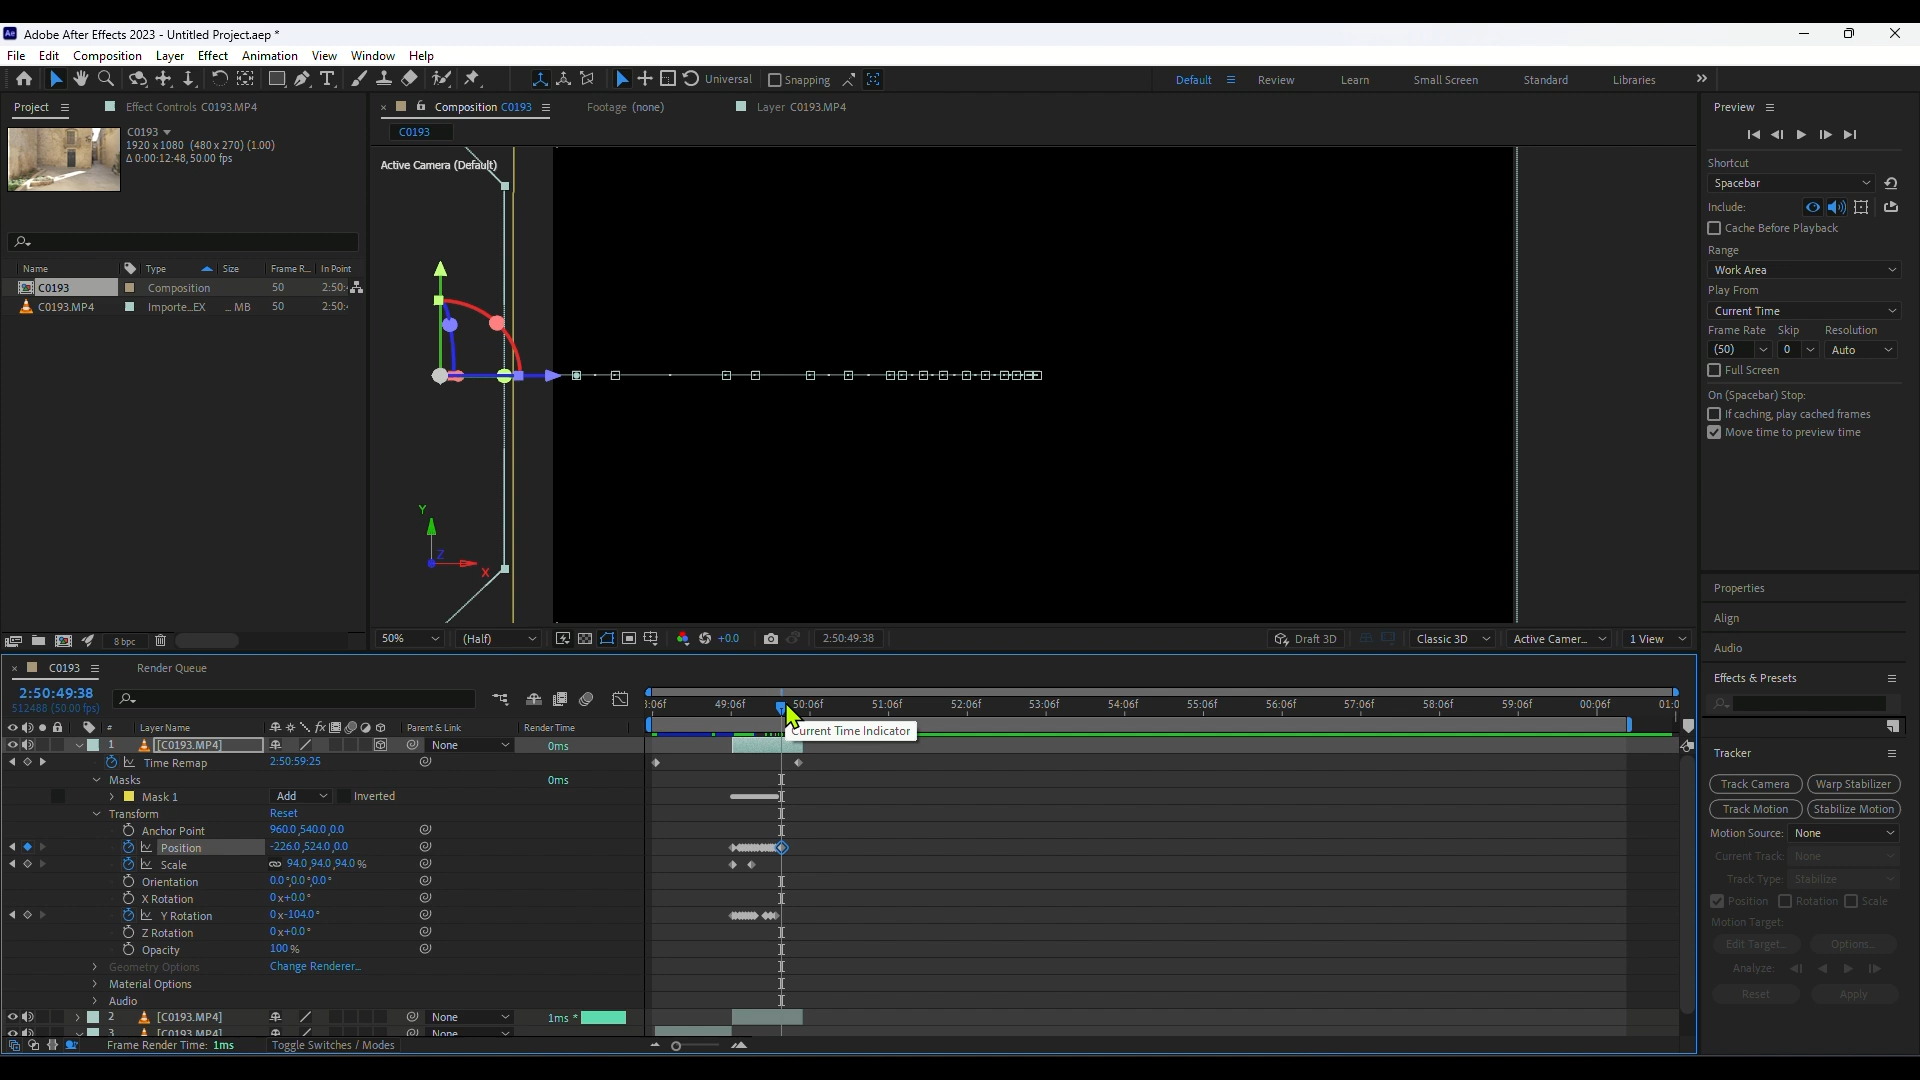 Adobe After Effects 2023 - Untitled Project.aep *
File Edit Composition Layer Effect Animation View Window Help
Universal Snapping Default Review Learn Small Screen Standard Libraries
Project Effect Controls C0193.MP4 Composition C0193 Footage (none) Layer C0193.MP4 Preview
C0193
1920 x 1080 (480 x 270) (1.00)
Δ 0:00:12:48, 50.00 fps
C0193
Active Camera (Default)
Name Type Size Frame R... In Point
C0193 Composition 50 2:50:
C0193.MP4 Importe...EX ... MB 50 2:50:
Y
Z
X
8 bpc
50% (Half) +0.0 2:50:49:38 Draft 3D Classic 3D Active Camer... 1 View
Shortcut
Spacebar
Include:
Cache Before Playback
Range
Work Area
Play From
Current Time
Frame Rate Skip Resolution
(50) 0 Auto
Full Screen
On (Spacebar) Stop:
If caching, play cached frames
Move time to preview time
Properties
Align
Audio
Effects & Presets
Tracker
Track Camera Warp Stabilizer
Track Motion Stabilize Motion
Motion Source: None
Current Track: None
Track Type: Stabilize
Position Rotation Scale
Motion Target:
Edit Target... Options...
Analyze:
Reset Apply
C0193 Render Queue
2:50:49:38
512488 (50.00 fps)
# Layer Name fx Parent & Link Render Time
:06f 49:06f 50:06f 51:06f 52:06f 53:06f 54:06f 55:06f 56:06f 57:06f 58:06f 59:06f 00:06f 01:0
Current Time Indicator
1 [C0193.MP4] None 0ms
Time Remap 2:50:59:25
Masks 0ms
Mask 1 Add Inverted
Transform Reset
Anchor Point 960.0,540.0,0.0
Position -226.0,524.0,0.0
Scale 94.0,94.0,94.0 %
Orientation 0.0°,0.0°,0.0°
X Rotation 0x+0.0°
Y Rotation 0x-104.0°
Z Rotation 0x+0.0°
Opacity 100 %
Geometry Options Change Renderer...
Material Options
Audio
2 [C0193.MP4] None 1ms *
3 [C0193.MP4] None
Frame Render Time: 1ms Toggle Switches / Modes